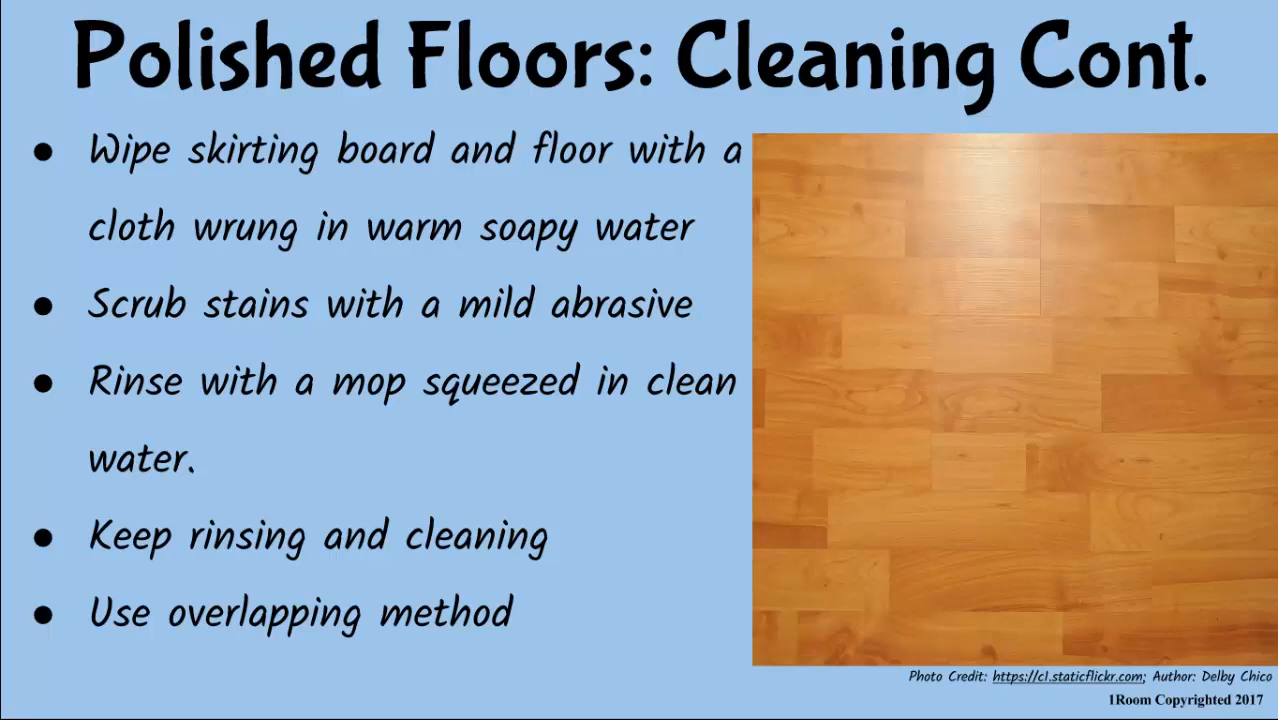 Polished Floors: Cleaning Cont.
● Wipe skirting board and floor with a
cloth wrung in warm soapy water
● Scrub stains with a mild abrasive
● Rinse with a mop squeezed in clean
water.
● Keep rinsing and cleaning
● Use overlapping method
Photo Credit: https://c1.staticflickr.com; Author: Delby Chico
1Room Copyrighted 2017